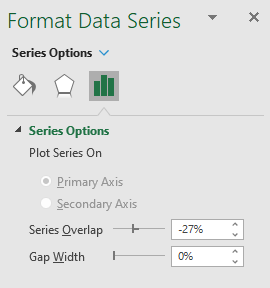 Format Data Series
Series Options
Series Options
Plot Series On
Primary Axis
Secondary Axis
Series Overlap -27%
Gap Width 0%